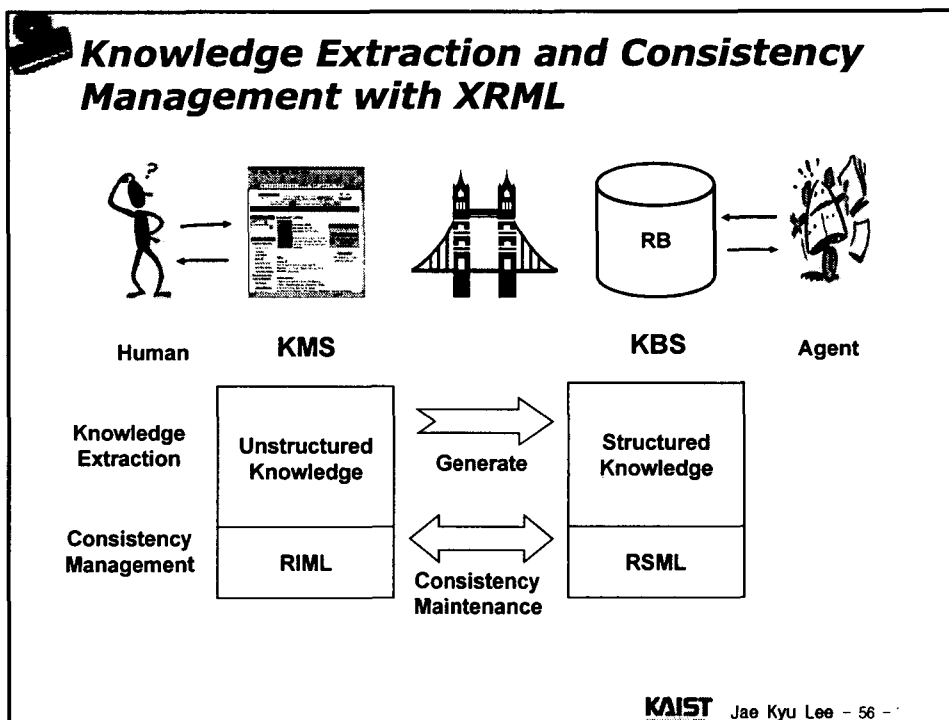 Knowledge Extraction and Consistency
Management with XRML
?
RB
Human
KMS
KBS
Agent
Knowledge
Extraction
Unstructured
Knowledge
Generate
Structured
Knowledge
Consistency
Management
RIML
Consistency
Maintenance
RSML
KAIST Jae Kyu Lee - 56 -